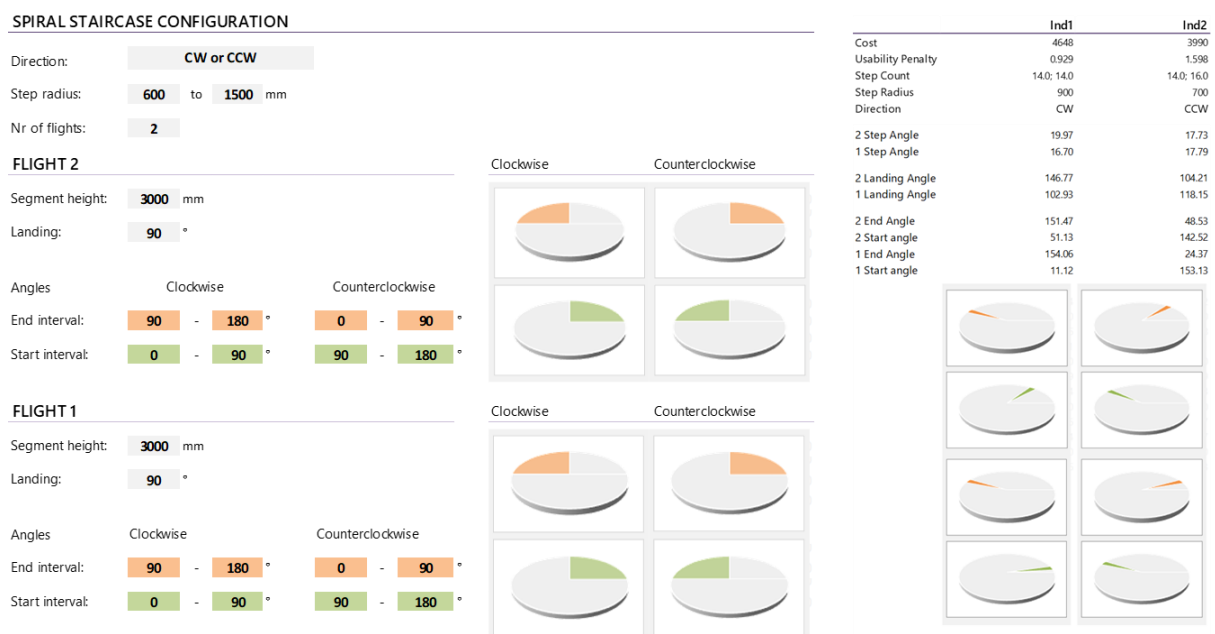 SPIRAL STAIRCASE CONFIGURATION
Direction: CW or CCW
Step radius: 600 to 1500 mm
Nr of flights: 2
FLIGHT 2
Clockwise Counterclockwise
Segment height: 3000 mm
Landing: 90 °
Angles Clockwise Counterclockwise
End interval: 90 - 180 ° 0 - 90 °
Start interval: 0 - 90 ° 90 - 180 °
FLIGHT 1
Clockwise Counterclockwise
Segment height: 3000 mm
Landing: 90 °
Angles Clockwise Counterclockwise
End interval: 90 - 180 ° 0 - 90 °
Start interval: 0 - 90 ° 90 - 180 °
Ind1 Ind2
Cost 4648 3990
Usability Penalty 0.929 1.598
Step Count 14.0; 14.0 14.0; 16.0
Step Radius 900 700
Direction CW CCW
2 Step Angle 19.97 17.73
1 Step Angle 16.70 17.79
2 Landing Angle 146.77 104.21
1 Landing Angle 102.93 118.15
2 End Angle 151.47 48.53
2 Start angle 51.13 142.52
1 End Angle 154.06 24.37
1 Start angle 11.12 153.13